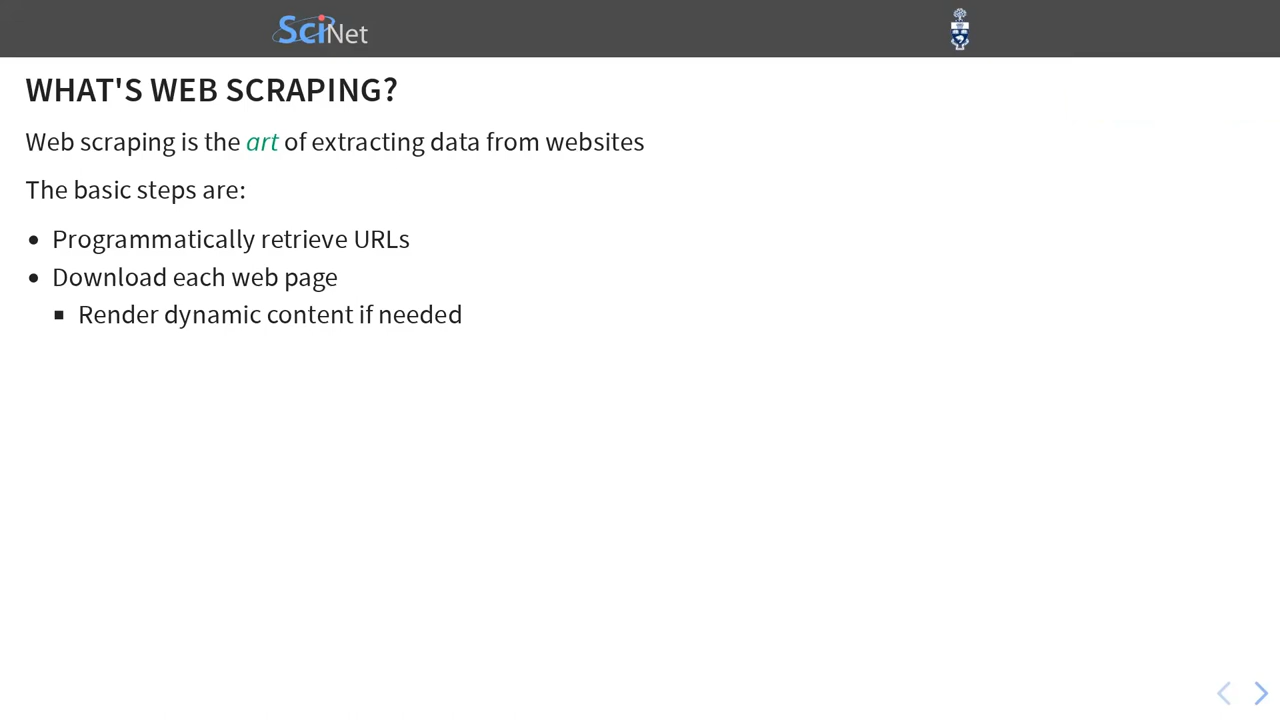 SciNet
WHAT'S WEB SCRAPING?
Web scraping is the art of extracting data from websites
The basic steps are:
• Programmatically retrieve URLs
• Download each web page
▪ Render dynamic content if needed